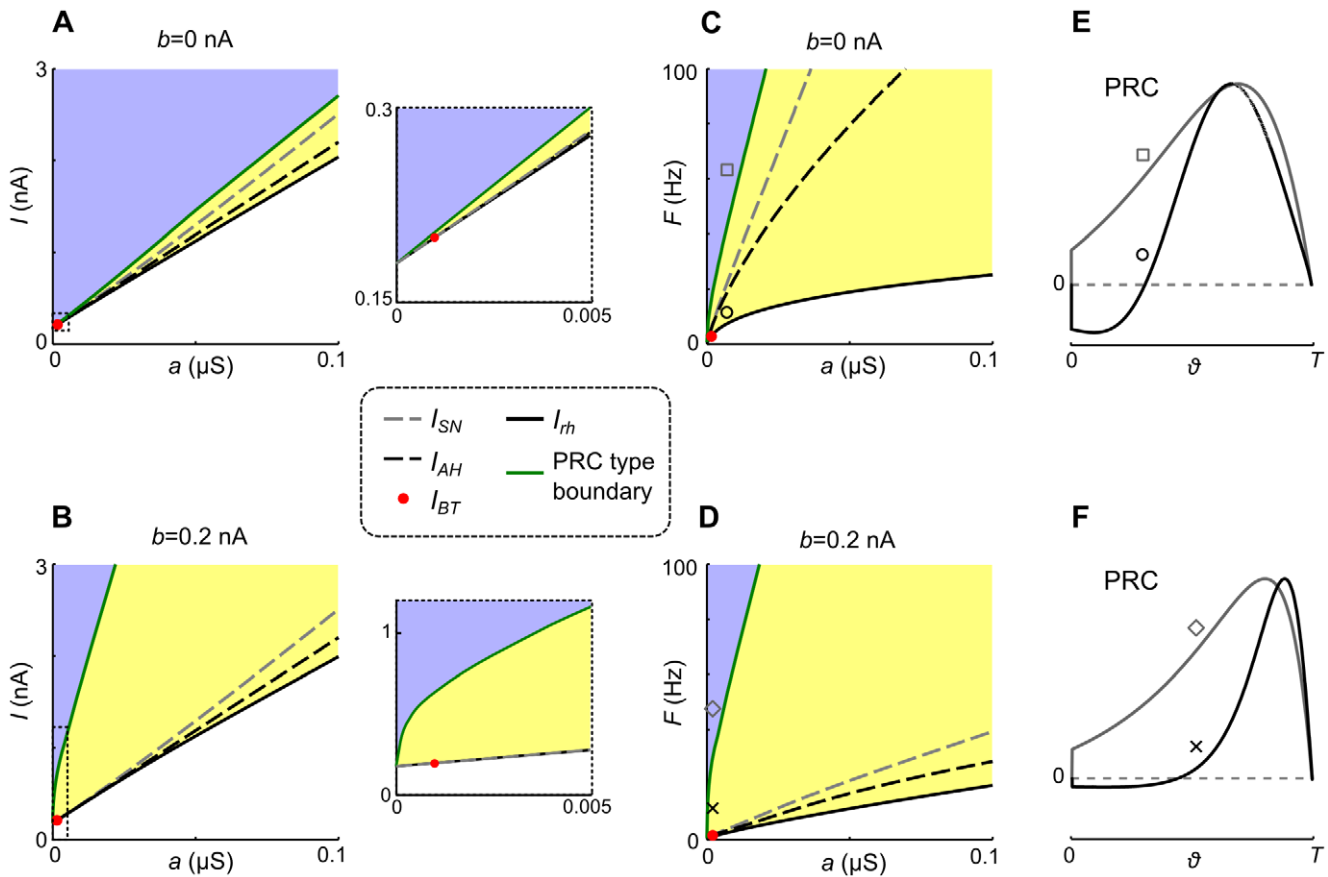 A
b=0 nA
3
I (nA)
0
0
a (µS)
0.1
0.3
0.15
0
0.005
C
b=0 nA
100
F (Hz)
0
0
a (µS)
0.1
E
PRC
0
0
ϑ
T
I_SN
I_rh
I_AH
PRC type
boundary
I_BT
B
b=0.2 nA
3
I (nA)
0
0
a (µS)
0.1
1
0
0
0.005
D
b=0.2 nA
100
F (Hz)
0
0
a (µS)
0.1
F
PRC
0
0
ϑ
T